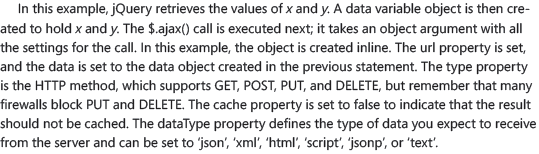 In this example, jQuery retrieves the values of x and y. A data variable object is then cre-
ated to hold x and y. The $.ajax() call is executed next; it takes an object argument with all
the settings for the call. In this example, the object is created inline. The url property is set,
and the data is set to the data object created in the previous statement. The type property
is the HTTP method, which supports GET, POST, PUT, and DELETE, but remember that many
firewalls block PUT and DELETE. The cache property is set to false to indicate that the result
should not be cached. The dataType property defines the type of data you expect to receive
from the server and can be set to ‘json’, ‘xml’, ‘html’, ‘script’, ‘jsonp’, or ‘text’.